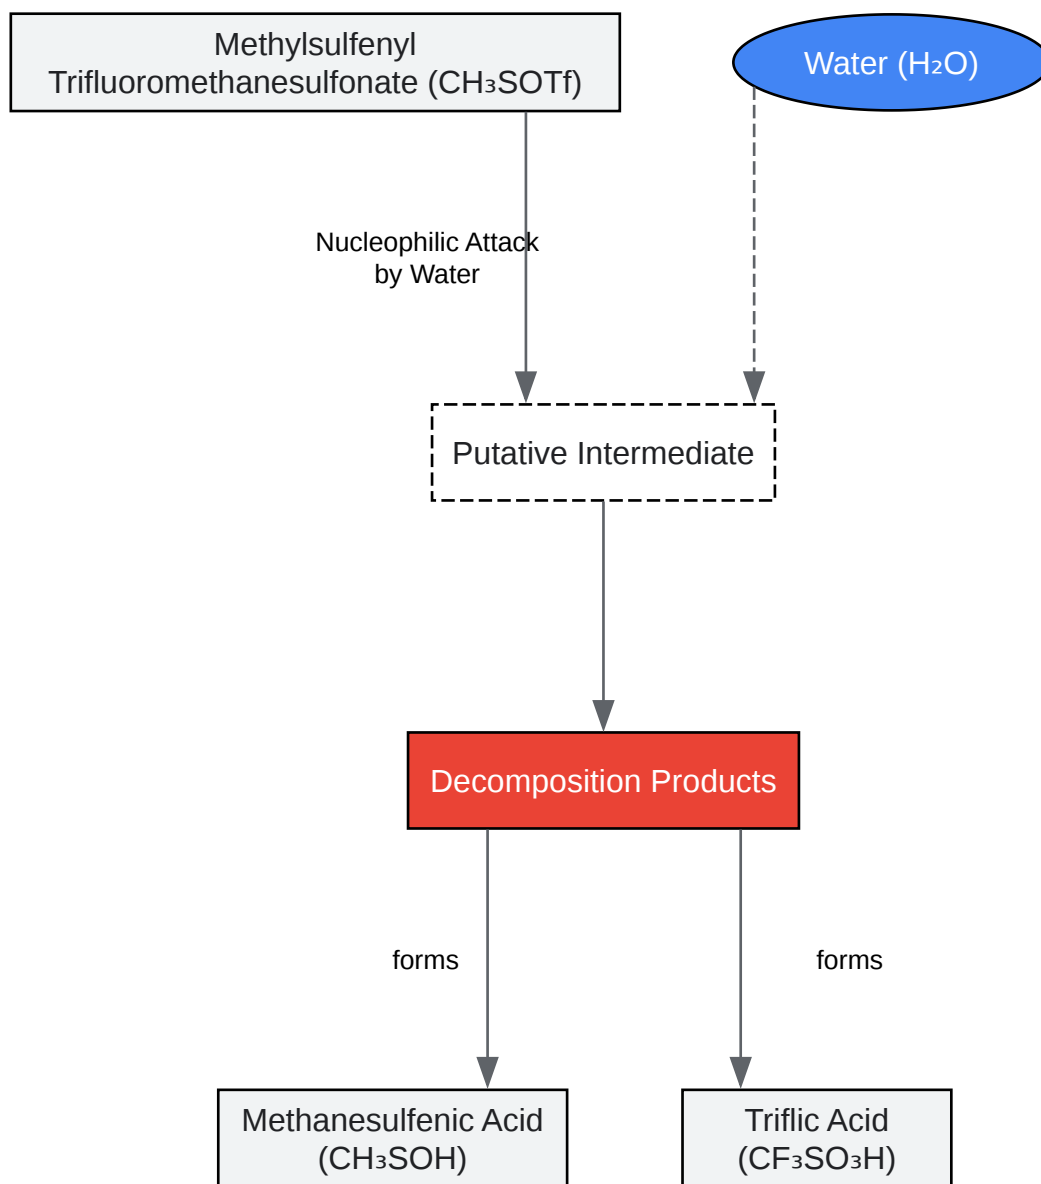 Methylsulfenyl
Trifluoromethanesulfonate (CH₃SOTf)
Water (H₂O)
Nucleophilic Attack
by Water
Putative Intermediate
Decomposition Products
forms
forms
Methanesulfenic Acid
(CH₃SOH)
Triflic Acid
(CF₃SO₃H)